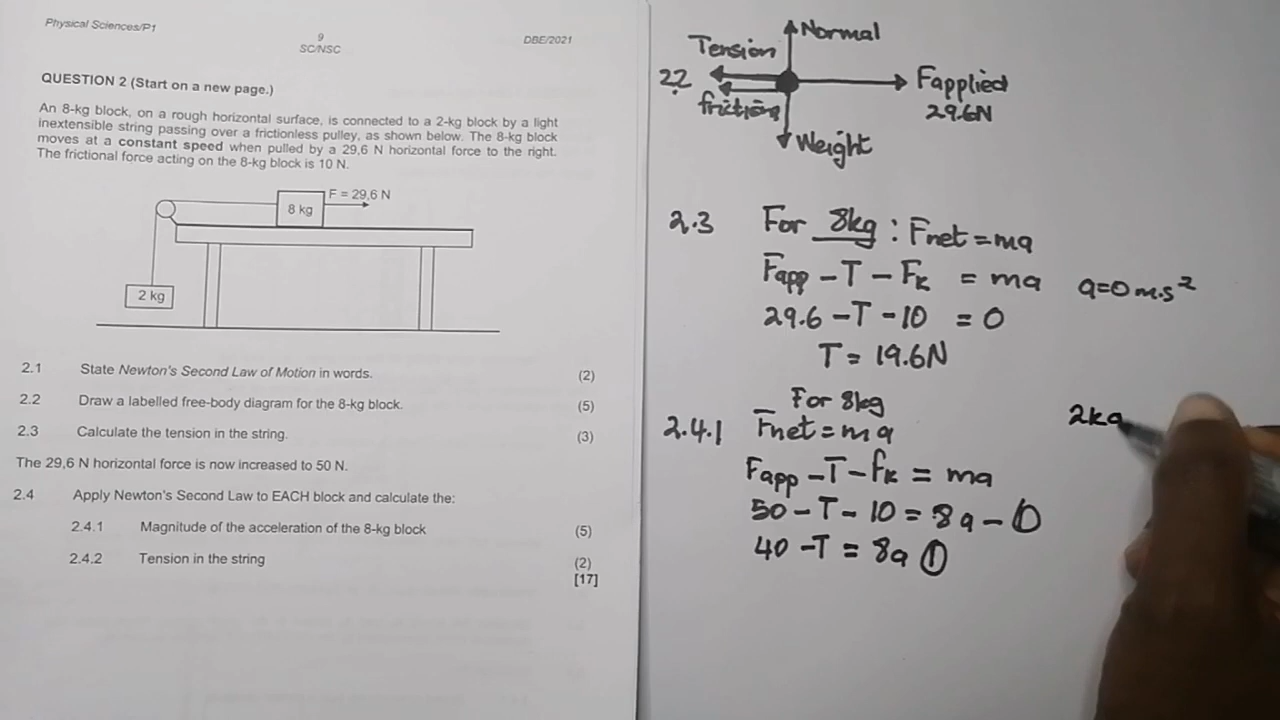 Physical Sciences/P1
9
SC/NSC
DBE/2021
QUESTION 2 (Start on a new page.)
An 8-kg block, on a rough horizontal surface, is connected to a 2-kg block by a light
inextensible string passing over a frictionless pulley, as shown below. The 8-kg block
moves at a constant speed when pulled by a 29,6 N horizontal force to the right.
The frictional force acting on the 8-kg block is 10 N.
F = 29,6 N
8 kg
2 kg
2.1 State Newton's Second Law of Motion in words. (2)
2.2 Draw a labelled free-body diagram for the 8-kg block. (5)
2.3 Calculate the tension in the string. (3)
The 29,6 N horizontal force is now increased to 50 N.
2.4 Apply Newton's Second Law to EACH block and calculate the:
2.4.1 Magnitude of the acceleration of the 8-kg block (5)
2.4.2 Tension in the string (2)
[17]
Normal
Tension
2.2
Fapplied
friction
29.6N
Weight
2.3 For 8kg : Fnet = ma
Fapp - T - Fk = ma a=0 m.s²
29.6 - T - 10 = 0
T = 19.6N
For 8kg
2kg
2.4.1 Fnet = ma
Fapp - T - fk = ma
50 - T - 10 = 8a - ①
40 - T = 8a ①